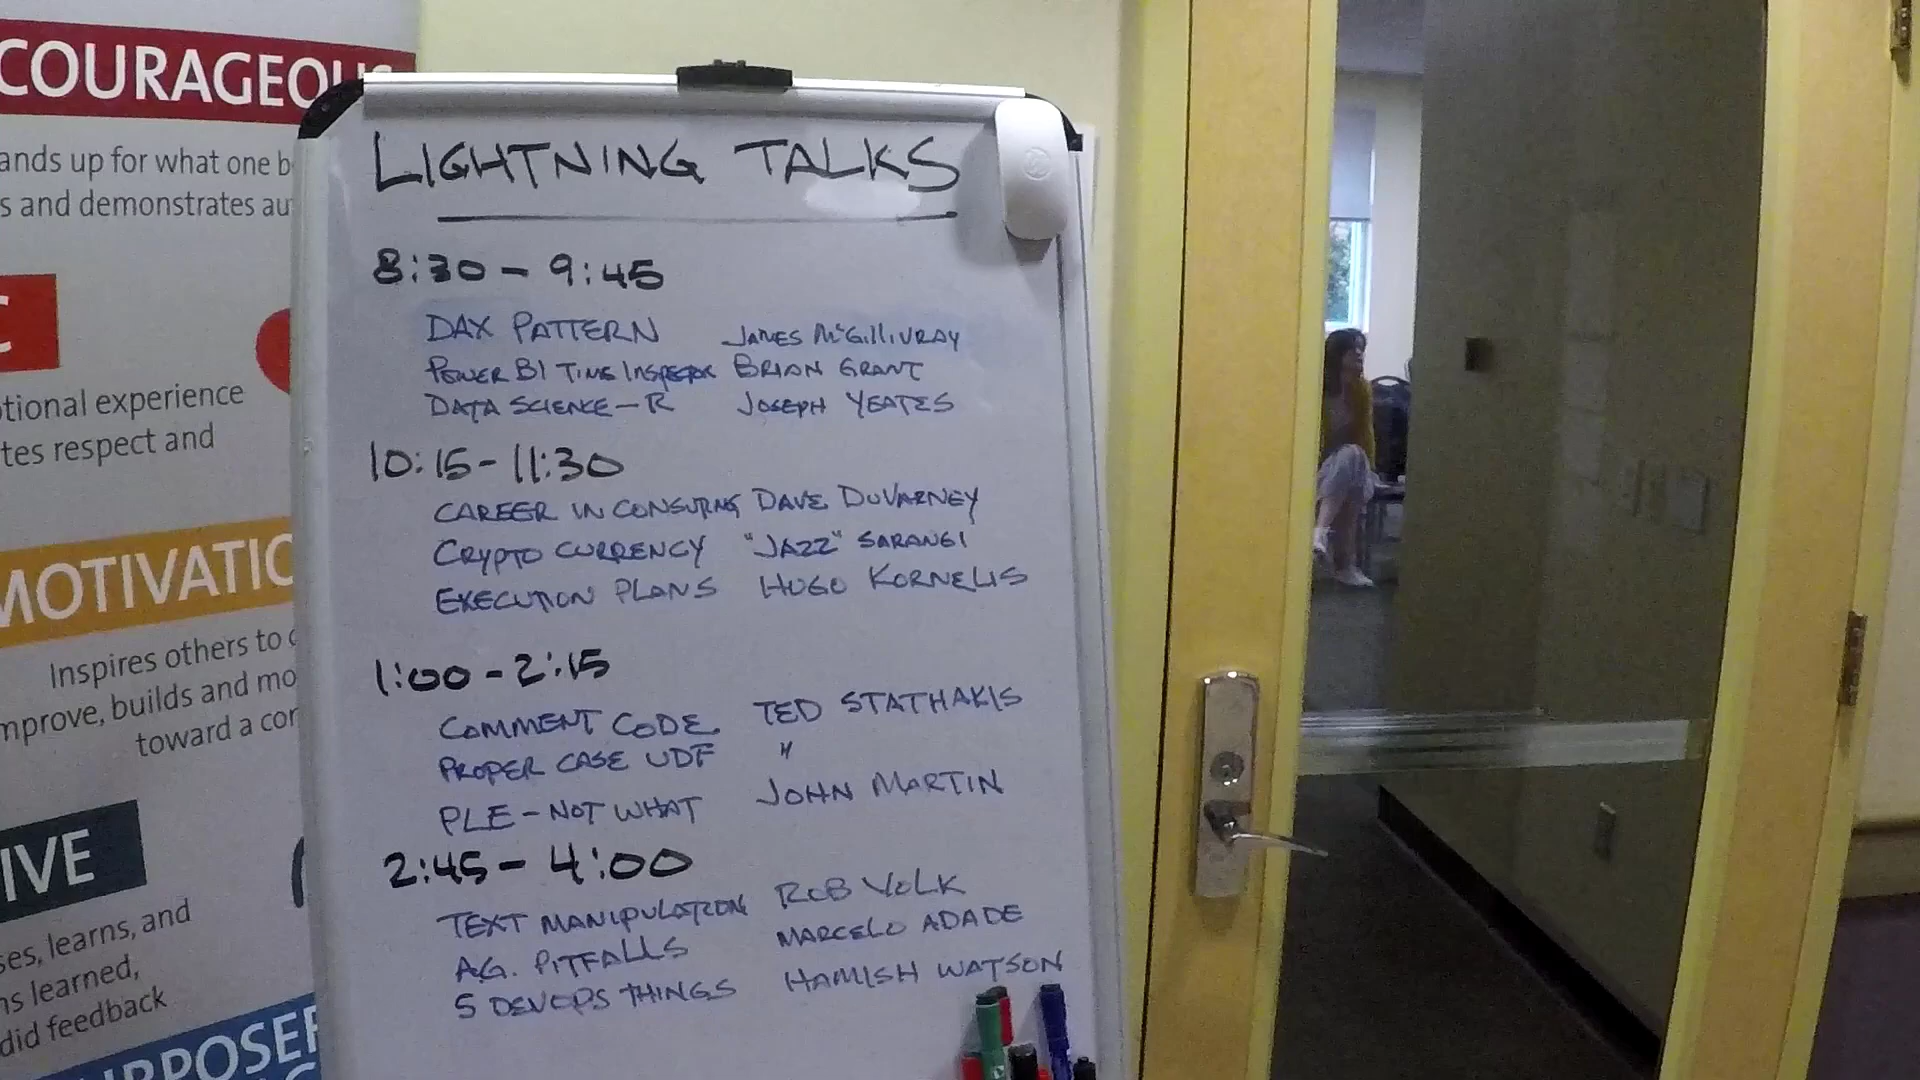 COURAGEOU
ands up for what one b
s and demonstrates au
C
otional experience
tes respect and
MOTIVATIO
Inspires others to
mprove, builds and mo
toward a con
IVE
ses, learns, and
ns learned,
did feedback
URPOSEF
LIGHTNING TALKS
8:30 - 9:45
DAX PATTERN JAMES McGILLIVRAY
POWER BI TIME INSPECTOR BRIAN GRANT
DATA SCIENCE - R JOSEPH YEATES
10:15 - 11:30
CAREER IN CONSULTING DAVE DUVARNEY
CRYPTO CURRENCY "JAZZ" SARANGI
EXECUTION PLANS HUGO KORNELIS
1:00 - 2:15
COMMENT CODE TED STATHAKIS
PROPER CASE UDF "
PLE - NOT WHAT JOHN MARTIN
2:45 - 4:00
TEXT MANIPULATION ROB VOLK
A.G. PITFALLS MARCELO ADADE
5 DEVOPS THINGS HAMISH WATSON